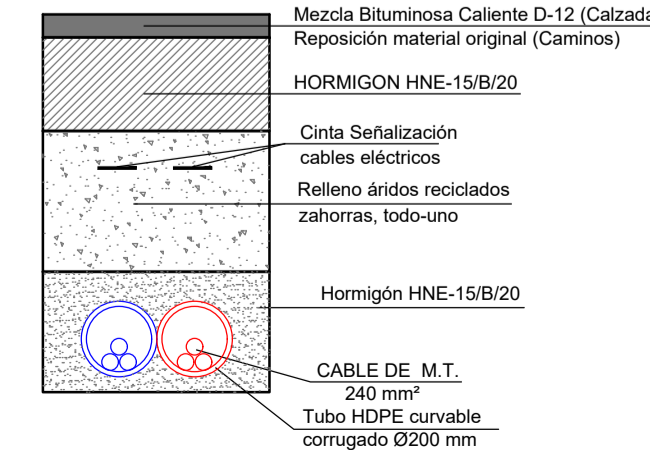 Mezcla Bituminosa Caliente D-12 (Calzada
Reposición material original (Caminos)
HORMIGON HNE-15/B/20
Cinta Señalización
cables eléctricos
Relleno áridos reciclados
zahorras, todo-uno
Hormigón HNE-15/B/20
CABLE DE M.T.
240 mm²
Tubo HDPE curvable
corrugado Ø200 mm